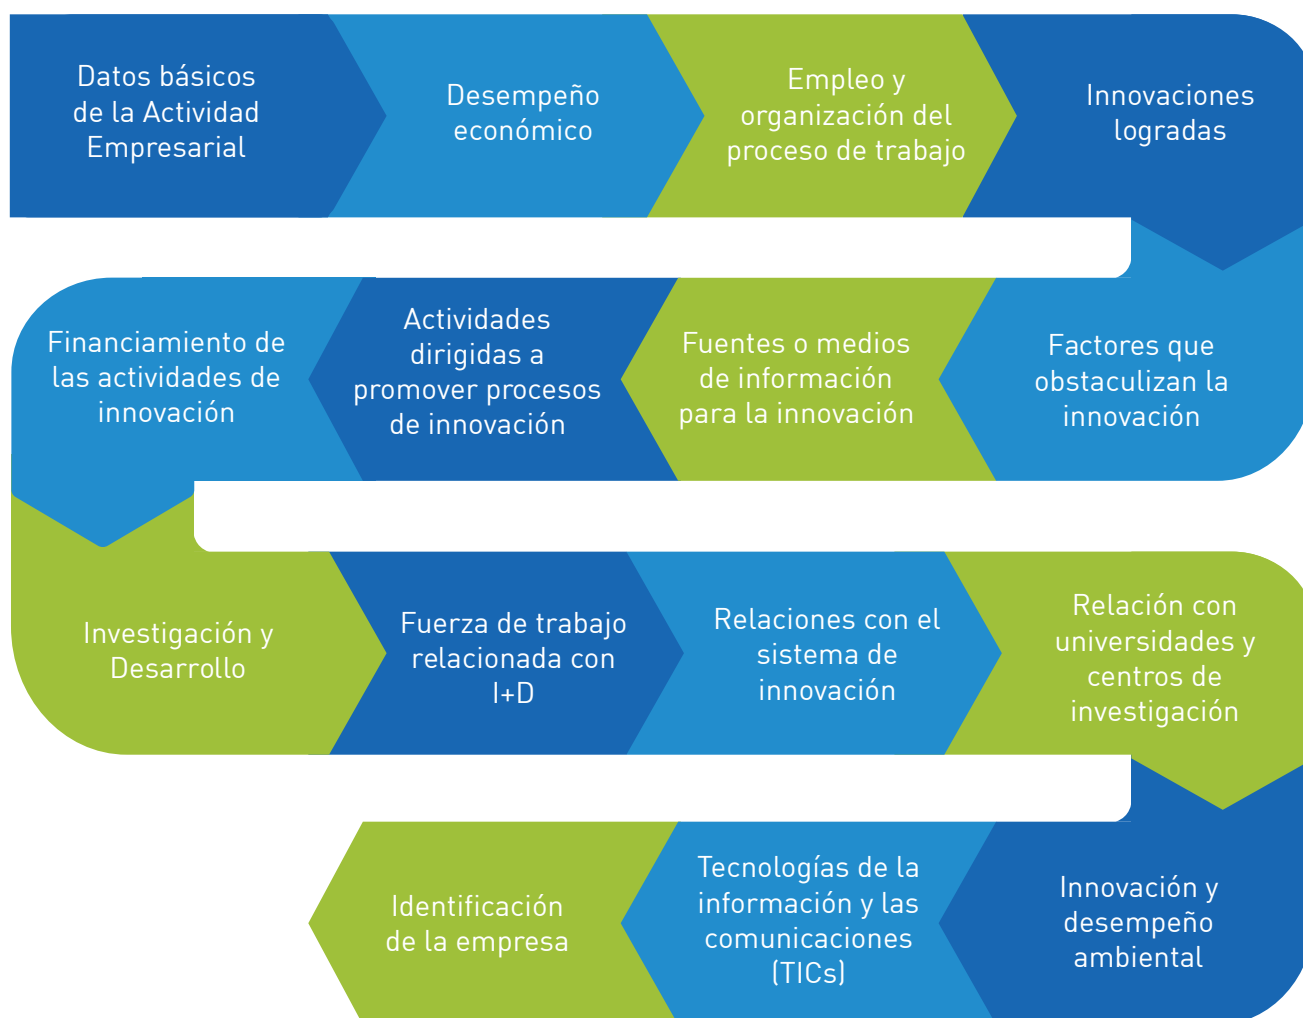 Datos básicos
de la Actividad
Empresarial
Desempeño
económico
Empleo y
organización del
proceso de trabajo
Innovaciones
logradas
Factores que
obstaculizan la
innovación
Fuentes o medios
de información
para la innovación
Actividades
dirigidas a
promover procesos
de innovación
Financiamiento de
las actividades de
innovación
Investigación y
Desarrollo
Fuerza de trabajo
relacionada con
I+D
Relaciones con el
sistema de
innovación
Relación con
universidades y
centros de
investigación
Innovación y
desempeño
ambiental
Tecnologías de la
información y las
comunicaciones
(TICs)
Identificación
de la empresa